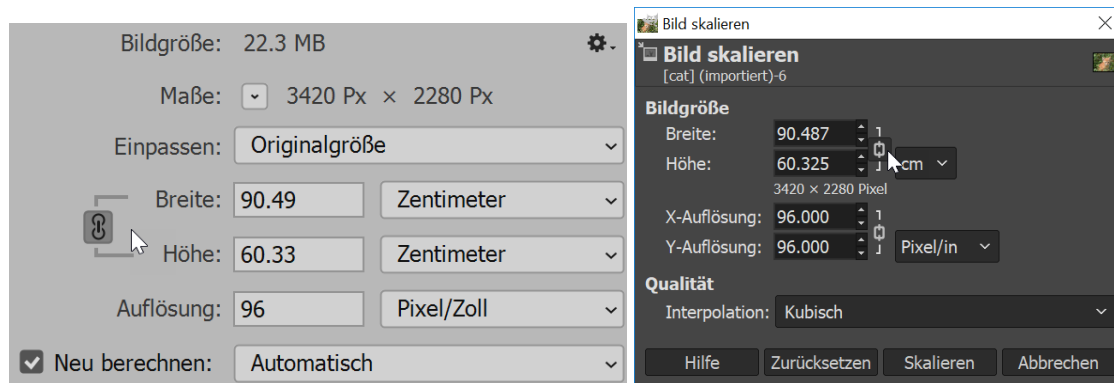 Bildgröße: 22.3 MB
Maße: 3420 Px × 2280 Px
Einpassen: Originalgröße
Breite: 90.49 Zentimeter
Höhe: 60.33 Zentimeter
Auflösung: 96 Pixel/Zoll
Neu berechnen: Automatisch
Bild skalieren
Bild skalieren
[cat] (importiert)-6
Bildgröße
Breite: 90.487
Höhe: 60.325 cm
3420 × 2280 Pixel
X-Auflösung: 96.000
Y-Auflösung: 96.000 Pixel/in
Qualität
Interpolation: Kubisch
Hilfe Zurücksetzen Skalieren Abbrechen